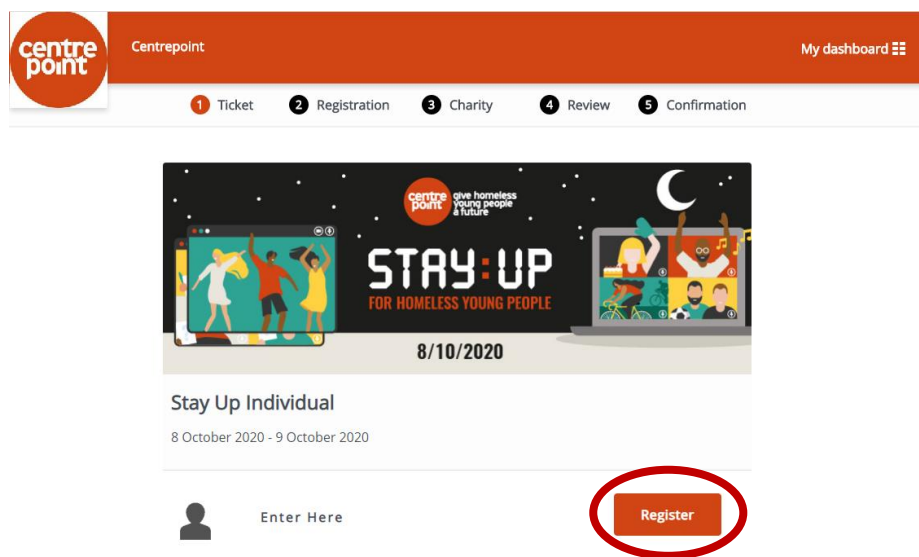 centre
point
Centrepoint
My dashboard
1 Ticket 2 Registration 3 Charity 4 Review 5 Confirmation
centre
point
give homeless
young people
a future
STAY:UP
FOR HOMELESS YOUNG PEOPLE
8/10/2020
Stay Up Individual
8 October 2020 - 9 October 2020
Enter Here
Register